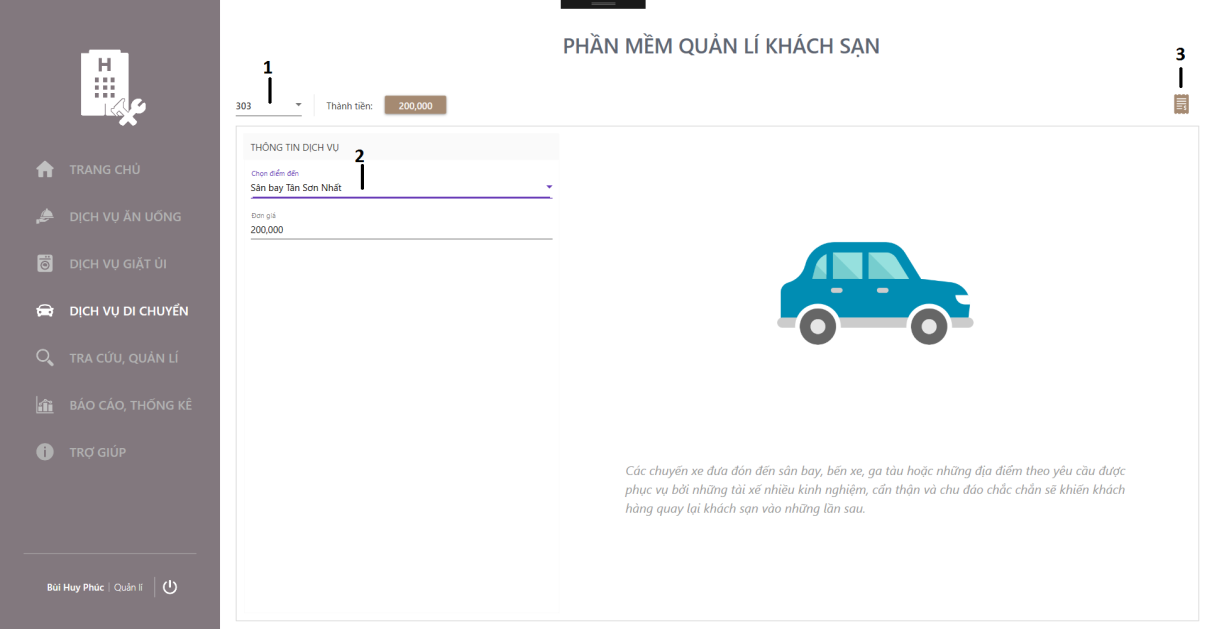 H
PHẦN MỀM QUẢN LÍ KHÁCH SẠN
1
3
303
Thành tiền:
200,000
THÔNG TIN DỊCH VỤ
2
Chọn điểm đến
Sân bay Tân Sơn Nhất
Đơn giá
200,000
TRANG CHỦ
DỊCH VỤ ĂN UỐNG
DỊCH VỤ GIẶT ỦI
DỊCH VỤ DI CHUYỂN
TRA CỨU, QUẢN LÍ
BÁO CÁO, THỐNG KÊ
TRỢ GIÚP
Các chuyến xe đưa đón đến sân bay, bến xe, ga tàu hoặc những địa điểm theo yêu cầu được
phục vụ bởi những tài xế nhiều kinh nghiệm, cẩn thận và chu đáo chắc chắn sẽ khiến khách
hàng quay lại khách sạn vào những lần sau.
Bùi Huy Phúc | Quản lí